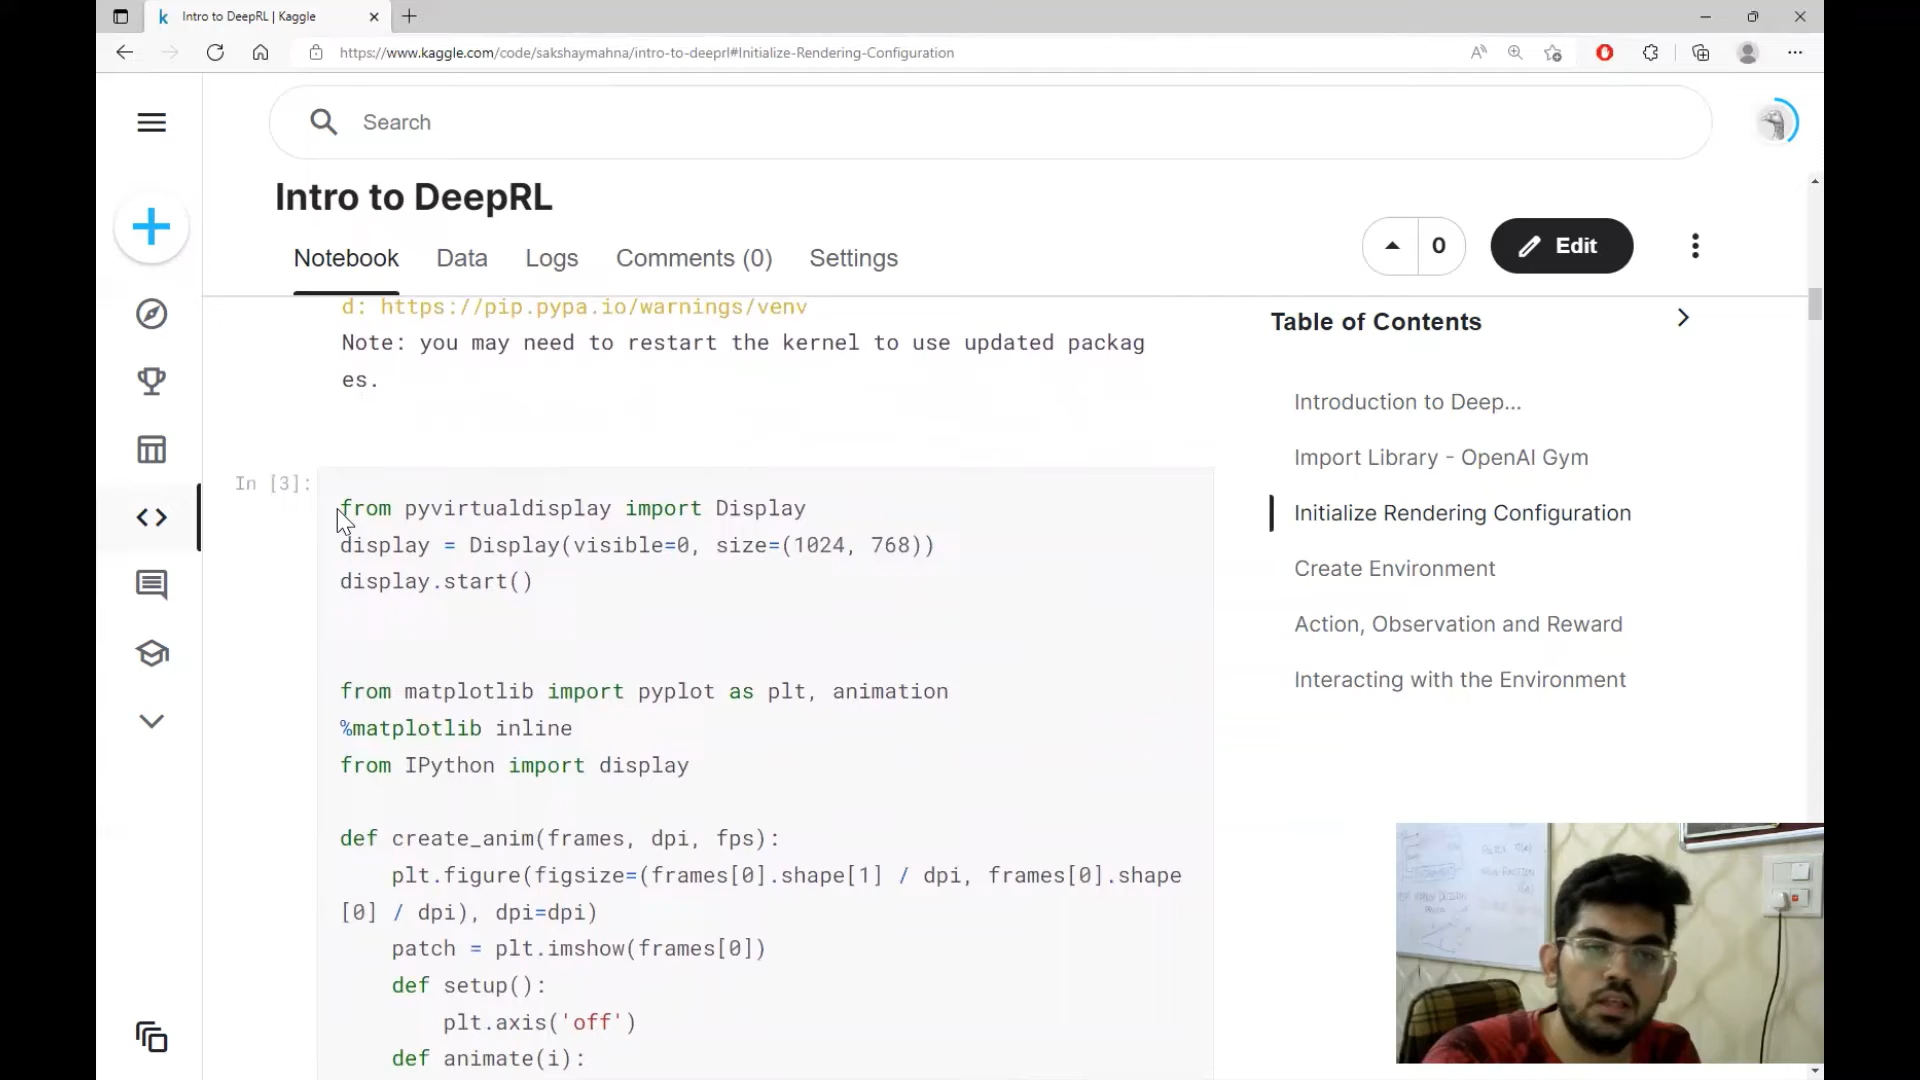 Intro to DeepRL | Kaggle
https://www.kaggle.com/code/sakshaymahna/intro-to-deeprl#Initialize-Rendering-Configuration
Search
Intro to DeepRL
0
Edit
Notebook Data Logs Comments (0) Settings
d: https://pip.pypa.io/warnings/venv
Note: you may need to restart the kernel to use updated packag
es.
In [3]:
from pyvirtualdisplay import Display
display = Display(visible=0, size=(1024, 768))
display.start()
from matplotlib import pyplot as plt, animation
%matplotlib inline
from IPython import display
def create_anim(frames, dpi, fps):
plt.figure(figsize=(frames[0].shape[1] / dpi, frames[0].shape
[0] / dpi), dpi=dpi)
patch = plt.imshow(frames[0])
def setup():
plt.axis('off')
def animate(i):
Table of Contents
Introduction to Deep...
Import Library - OpenAI Gym
Initialize Rendering Configuration
Create Environment
Action, Observation and Reward
Interacting with the Environment